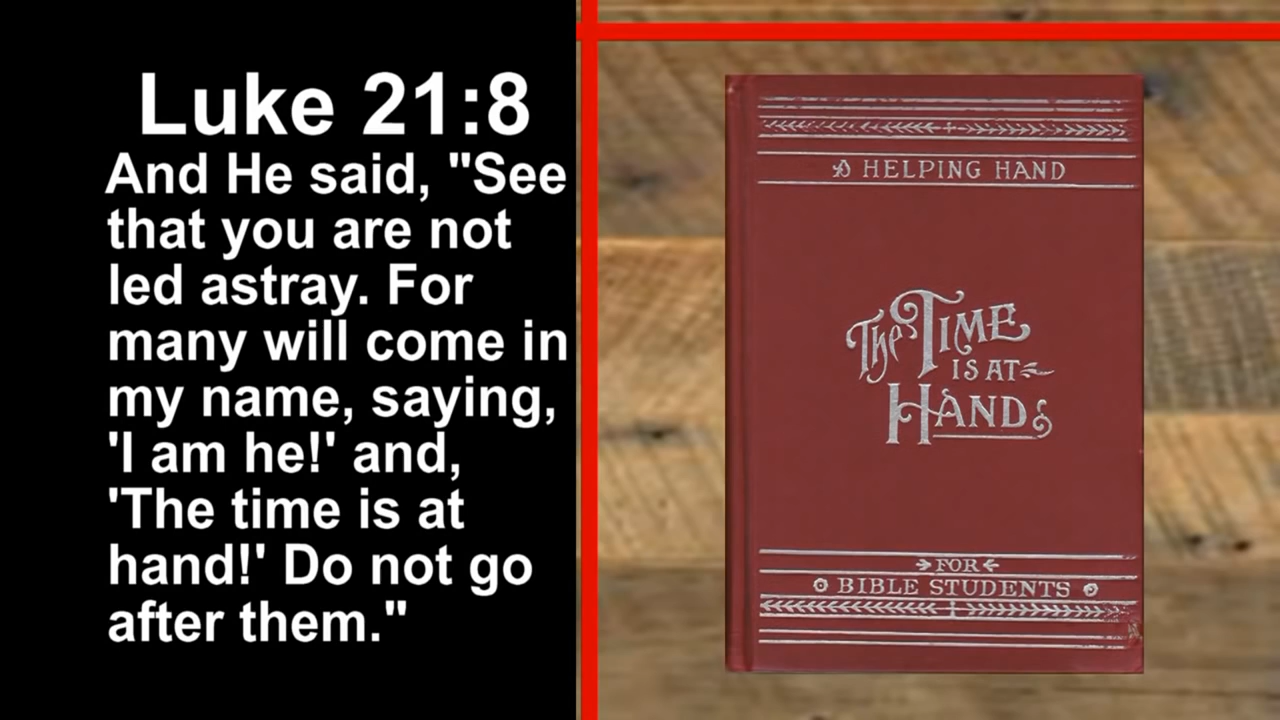 Luke 21:8
And He said, "See
that you are not
led astray. For
many will come in
my name, saying,
'I am he!' and,
'The time is at
hand!' Do not go
after them."
A HELPING HAND
The TIME
IS AT
HAND
FOR
BIBLE STUDENTS